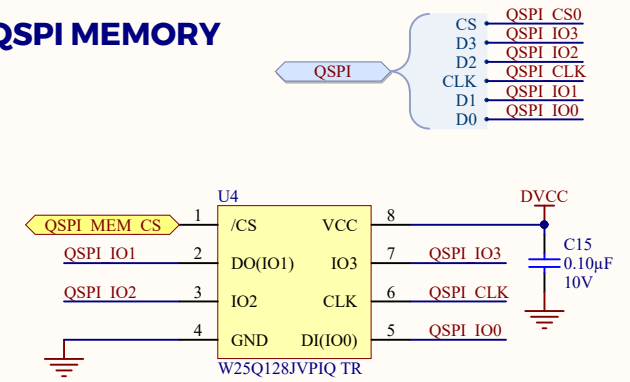 QSPI MEMORY
QSPI
CS QSPI_CS0
D3 QSPI_IO3
D2 QSPI_IO2
CLK QSPI_CLK
D1 QSPI_IO1
D0 QSPI_IO0
U4
DVCC
QSPI_MEM_CS 1 /CS VCC 8
C15
0.10µF
10V
QSPI_IO1 2 DO(IO1) IO3 7 QSPI_IO3
QSPI_IO2 3 IO2 CLK 6 QSPI_CLK
4 GND DI(IO0) 5 QSPI_IO0
W25Q128JVPIQ TR